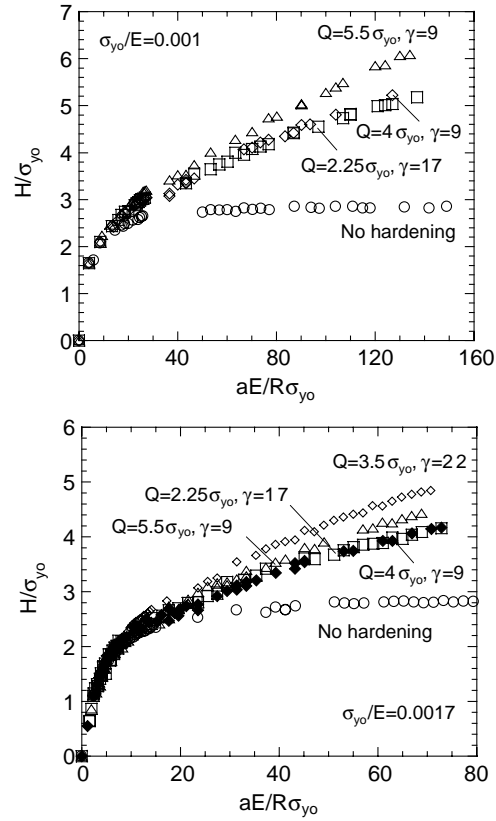 6
σyo/E=0.001
Q=5.5σyo, γ=9
5
Q=4σyo, γ=9
4
Q=2.25σyo, γ=17
H/σyo
3
No hardening
2
1
0
0 40 80 120 160
aE/Rσyo
6
Q=3.5σyo, γ=22
5
Q=2.25σyo, γ=17
Q=5.5σyo, γ=9
4
H/σyo
3
Q=4σyo, γ=9
No hardening
2
1
σyo/E=0.0017
0
0 20 40 60 80
aE/Rσyo